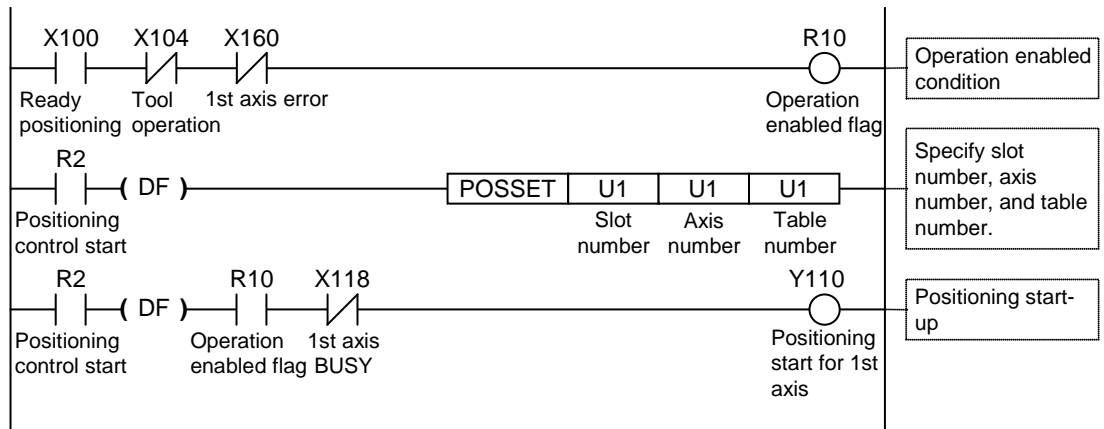 X100 X104 X160 R10
Ready positioning
Tool operation
1st axis error
Operation enabled flag
Operation enabled condition
R2
( DF )
POSSET U1 U1 U1
Positioning control start
Slot number
Axis number
Table number
Specify slot number, axis number, and table number.
R2
( DF )
R10 X118 Y110
Positioning control start
Operation enabled flag
1st axis BUSY
Positioning start for 1st axis
Positioning start-up